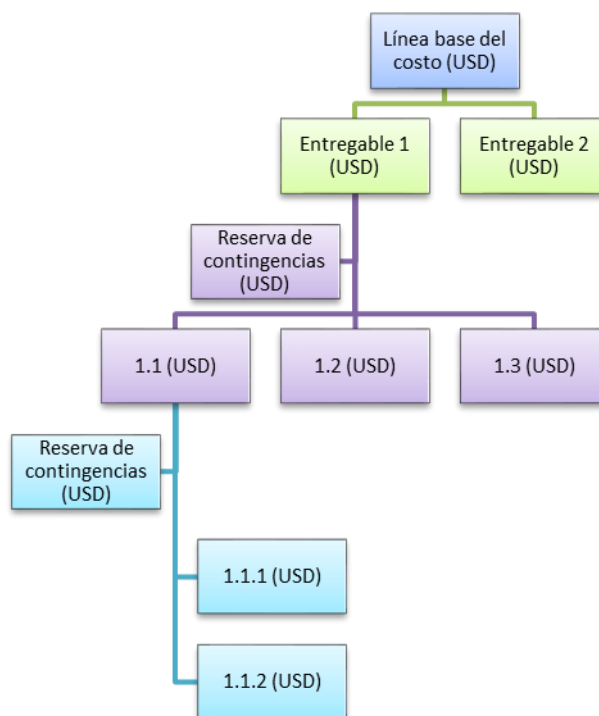 Línea base del
costo (USD)
Entregable 1
(USD)
Entregable 2
(USD)
Reserva de
contingencias
(USD)
1.1 (USD)
1.2 (USD)
1.3 (USD)
Reserva de
contingencias
(USD)
1.1.1 (USD)
1.1.2 (USD)